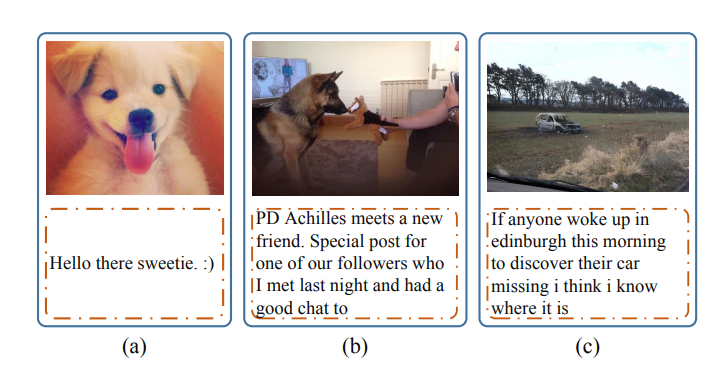 Hello there sweetie. :)
PD Achilles meets a new
friend. Special post for
one of our followers who
I met last night and had a
good chat to
If anyone woke up in
edinburgh this morning
to discover their car
missing i think i know
where it is
(a)
(b)
(c)